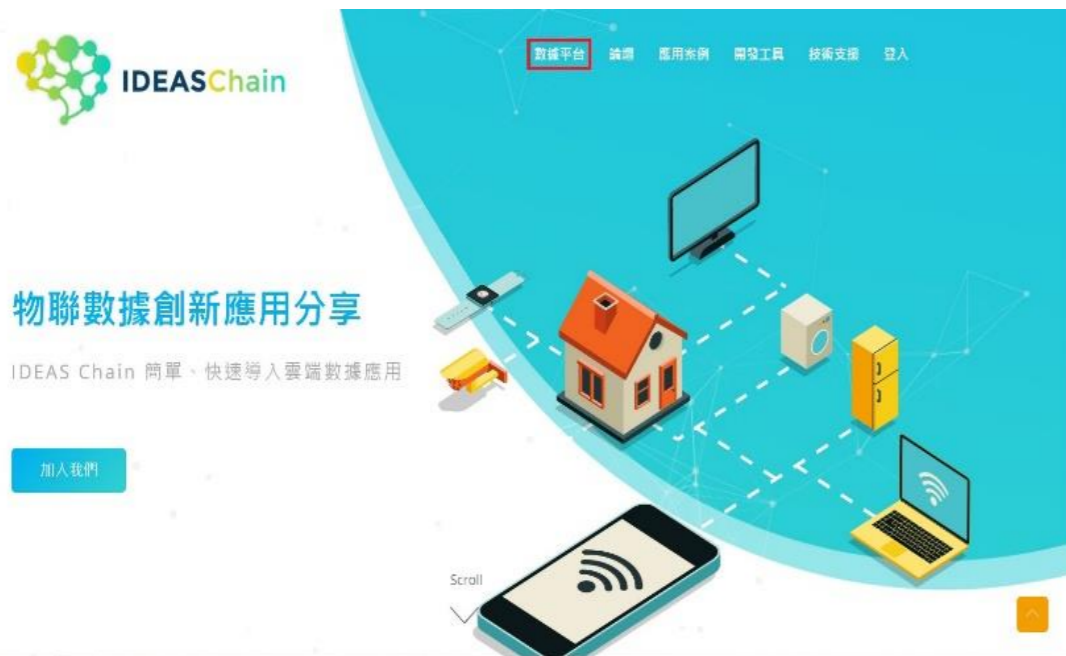 IDEASChain
數據平台 論壇 應用案例 開發工具 技術支援 登入
物聯數據創新應用分享
IDEAS Chain 簡單、快速導入雲端數據應用
加入我們
Scroll